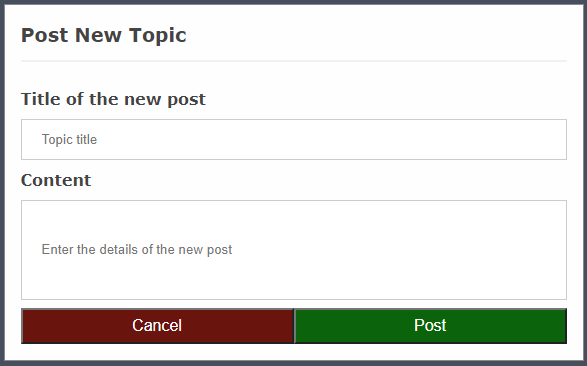 Post New Topic
Title of the new post
Topic title
Content
Enter the details of the new post
Cancel Post